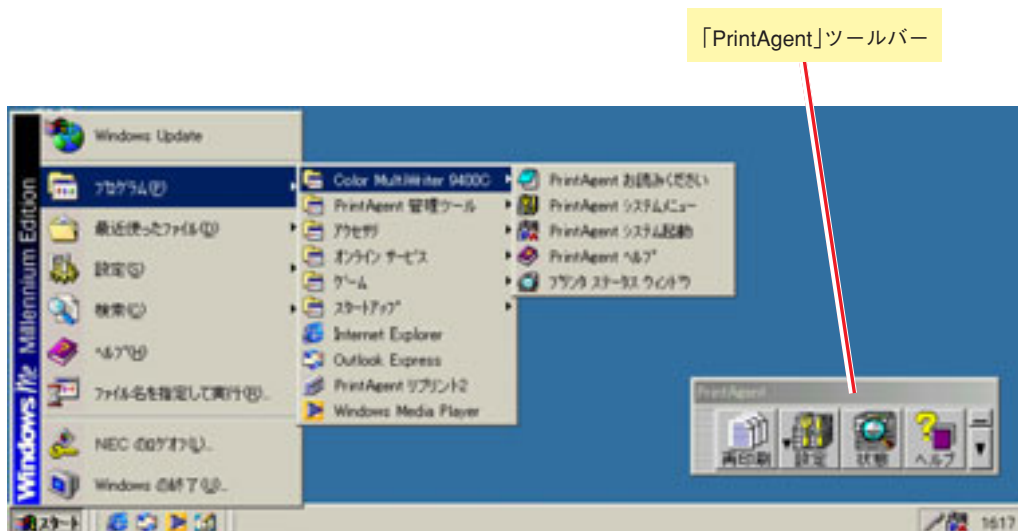 「PrintAgent」ツールバー
Windows Update
プログラム(P)
最近使ったファイル(D)
設定(S)
検索(C)
ヘルプ(H)
ファイル名を指定して実行(R)...
NEC のログオフ(L)...
Windows の終了(U)...
Windows Me Millennium Edition
Color MultiWriter 9400C
PrintAgent 管理ツール
アクセサリ
オンライン サービス
ゲーム
スタートアップ
Internet Explorer
Outlook Express
PrintAgent リプリント2
Windows Media Player
PrintAgent お読みください
PrintAgent システムメニュー
PrintAgent システム起動
PrintAgent ヘルプ
プリンタ ステータス ウィンドウ
PrintAgent
再印刷
設定
状態
ヘルプ
スタート
1617